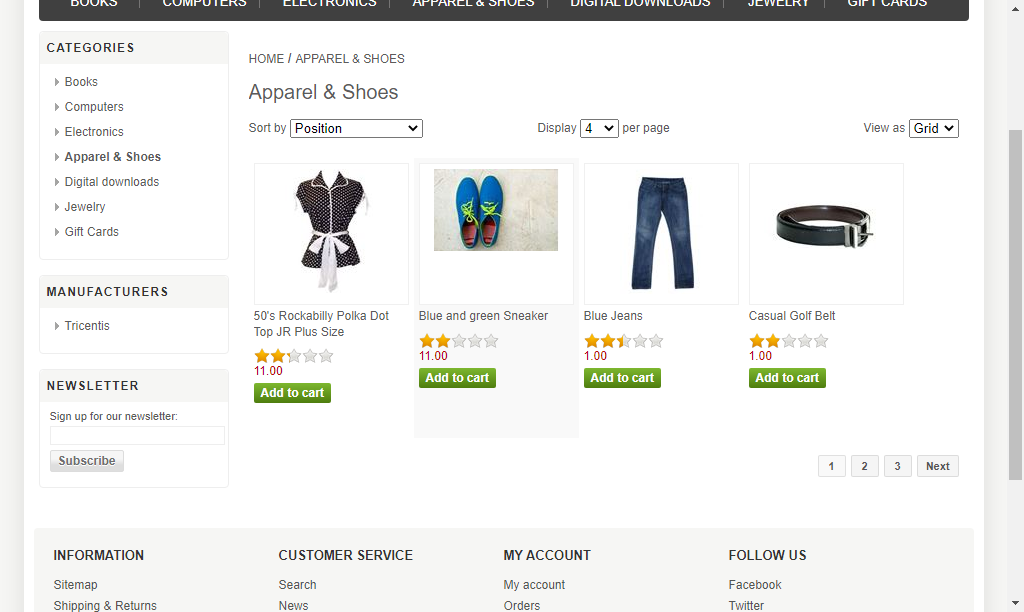 BOOKS COMPUTERS ELECTRONICS APPAREL & SHOES DIGITAL DOWNLOADS JEWELRY GIFT CARDS
CATEGORIES
Books
Computers
Electronics
Apparel & Shoes
Digital downloads
Jewelry
Gift Cards
MANUFACTURERS
Tricentis
NEWSLETTER
Sign up for our newsletter:
Subscribe
HOME / APPAREL & SHOES
Apparel & Shoes
Sort by Position Display 4 per page View as Grid
50's Rockabilly Polka Dot
Top JR Plus Size
11.00
Add to cart
Blue and green Sneaker
11.00
Add to cart
Blue Jeans
1.00
Add to cart
Casual Golf Belt
1.00
Add to cart
1 2 3 Next
INFORMATION
Sitemap
Shipping & Returns
CUSTOMER SERVICE
Search
News
MY ACCOUNT
My account
Orders
FOLLOW US
Facebook
Twitter